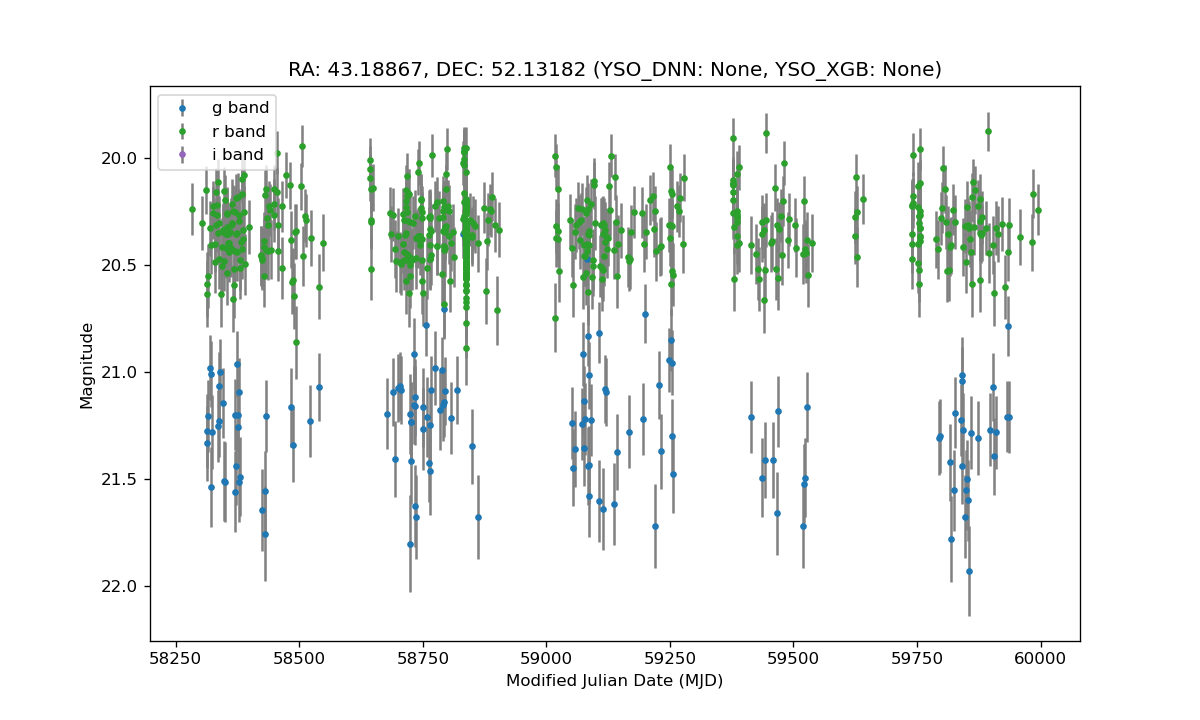 RA: 43.18867, DEC: 52.13182 (YSO_DNN: None, YSO_XGB: None)
g band
r band
i band
20.0
20.5
21.0
21.5
22.0
Magnitude
58250 58500 58750 59000 59250 59500 59750 60000
Modified Julian Date (MJD)